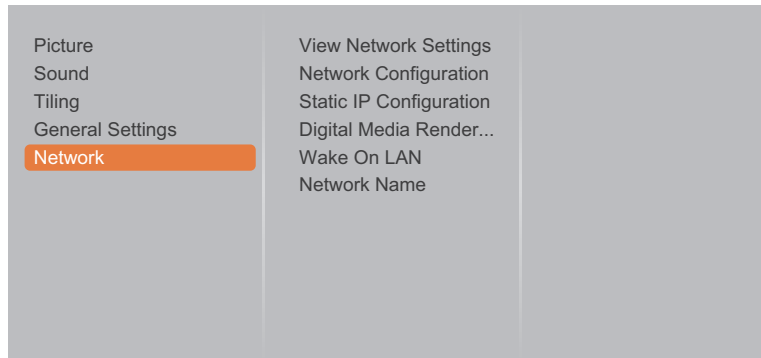 Picture
Sound
Tiling
General Settings
Network
View Network Settings
Network Configuration
Static IP Configuration
Digital Media Render...
Wake On LAN
Network Name